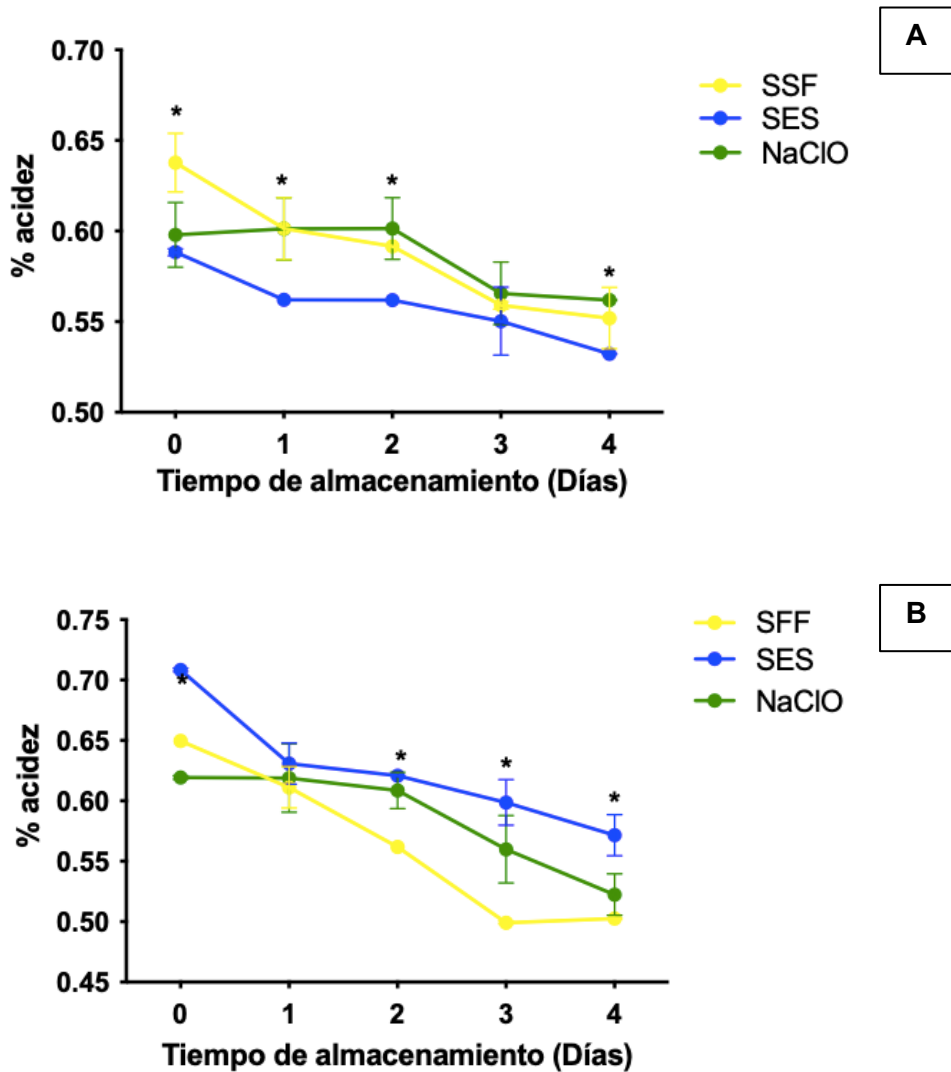 A
% acidez
0.70
0.65
0.60
0.55
0.50
*
*
*
*
0 1 2 3 4
Tiempo de almacenamiento (Días)
SSF
SES
NaClO
B
% acidez
0.75
0.70
0.65
0.60
0.55
0.50
0.45
*
*
*
*
0 1 2 3 4
Tiempo de almacenamiento (Días)
SFF
SES
NaClO